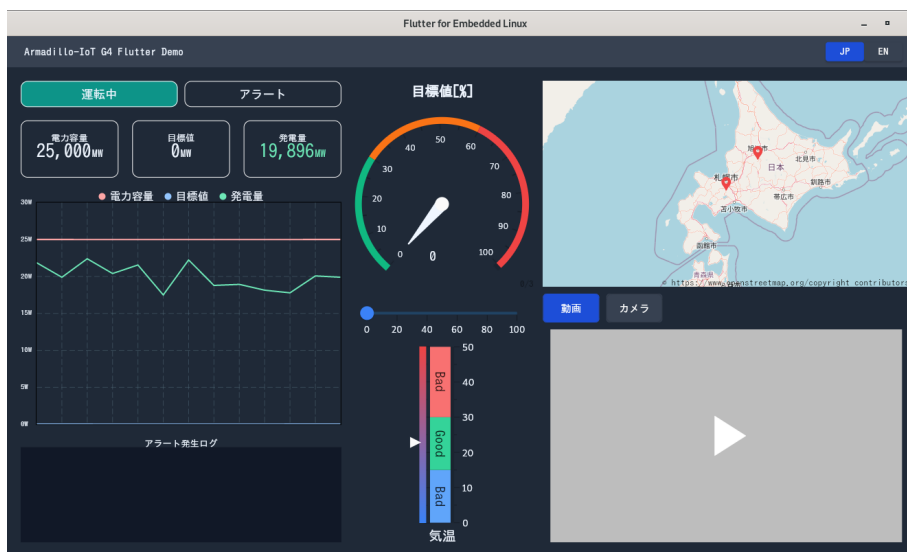 Flutter for Embedded Linux
Armadillo-IoT G4 Flutter Demo
JP
EN
運転中
アラート
電力容量
25,000MW
目標値
0MW
発電量
19,896MW
電力容量 目標値 発電量
30W
25W
20W
15W
10W
5W
0W
アラート発生ログ
目標値[%]
0
10
20
30
40
50
60
70
80
90
100
0
0 20 40 60 80 100
50
40
30
20
10
0
Bad
Good
Bad
気温
旭川市
北見市
日本
札幌市
釧路市
帯広市
苫小牧市
函館市
青森県
© https://www.openstreetmap.org/copyright contributors
動画
カメラ